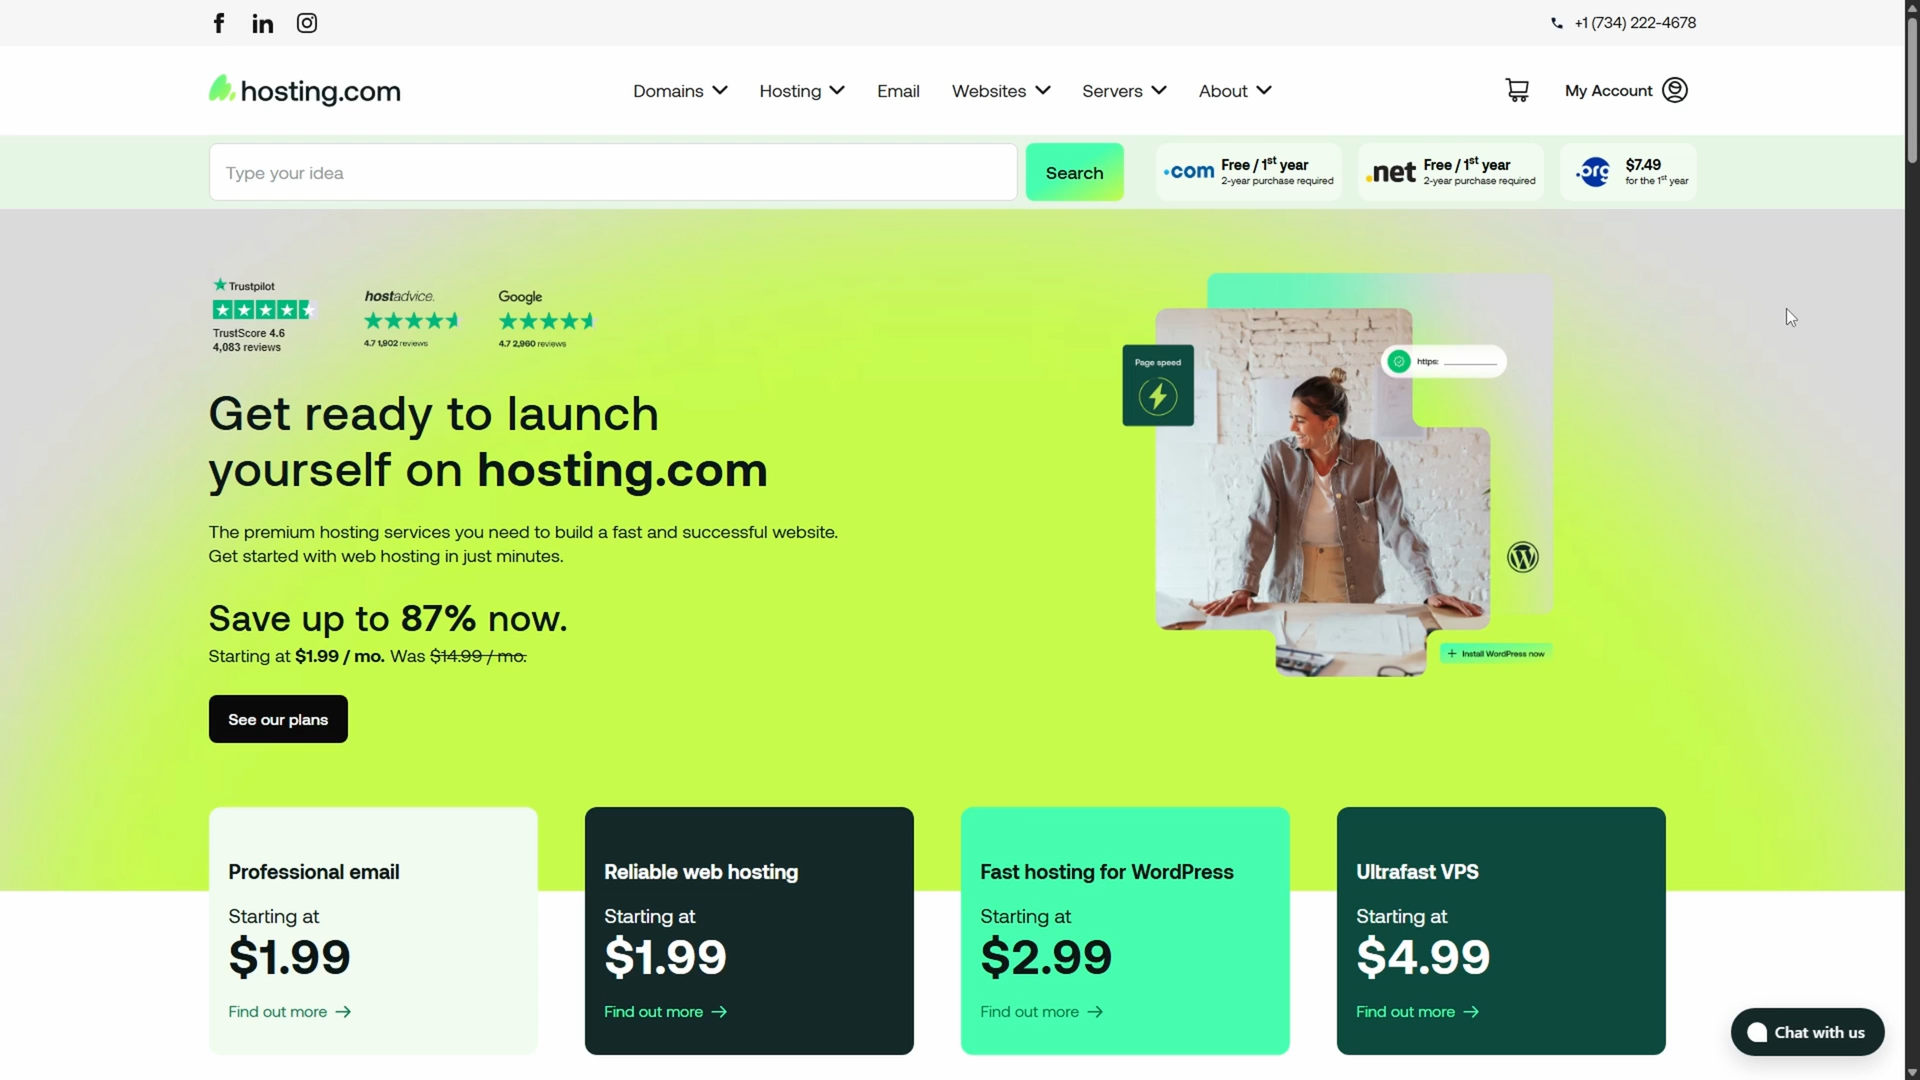 +1 (734) 222-4678
hosting.com
Domains
Hosting
Email
Websites
Servers
About
My Account
Type your idea
Search
.com
Free / 1st year
2-year purchase required
.net
Free / 1st year
2-year purchase required
.org
$7.49
for the 1st year
Trustpilot
TrustScore 4.6
4,083 reviews
hostadvice.
4.7 1,902 reviews
Google
4.7 2,960 reviews
Page speed
https:
Get ready to launch
yourself on hosting.com
The premium hosting services you need to build a fast and successful website.
Get started with web hosting in just minutes.
Save up to 87% now.
Starting at $1.99 / mo. Was $14.99 / mo.
See our plans
+ Install WordPress now
Professional email
Starting at
$1.99
Find out more →
Reliable web hosting
Starting at
$1.99
Find out more →
Fast hosting for WordPress
Starting at
$2.99
Find out more →
Ultrafast VPS
Starting at
$4.99
Find out more →
Chat with us